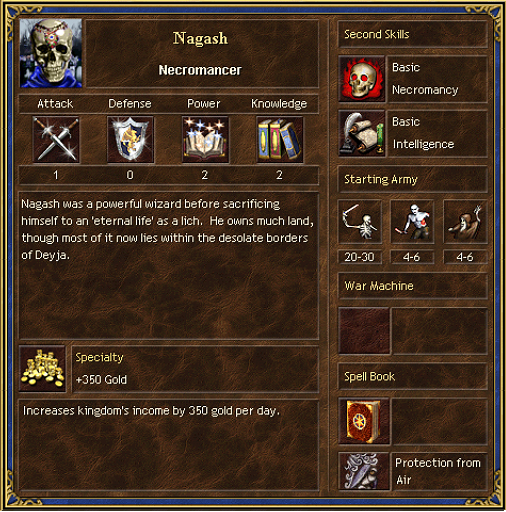 Nagash
Necromancer
Attack Defense Power Knowledge
1 0 2 2
Nagash was a powerful wizard before sacrificing
himself to an 'eternal life' as a lich. He owns much land,
though most of it now lies within the desolate borders
of Deyja.
Specialty
+350 Gold
Increases kingdom's income by 350 gold per day.
Second Skills
Basic
Necromancy
Basic
Intelligence
Starting Army
20-30 4-6 4-6
War Machine
Spell Book
Protection from
Air